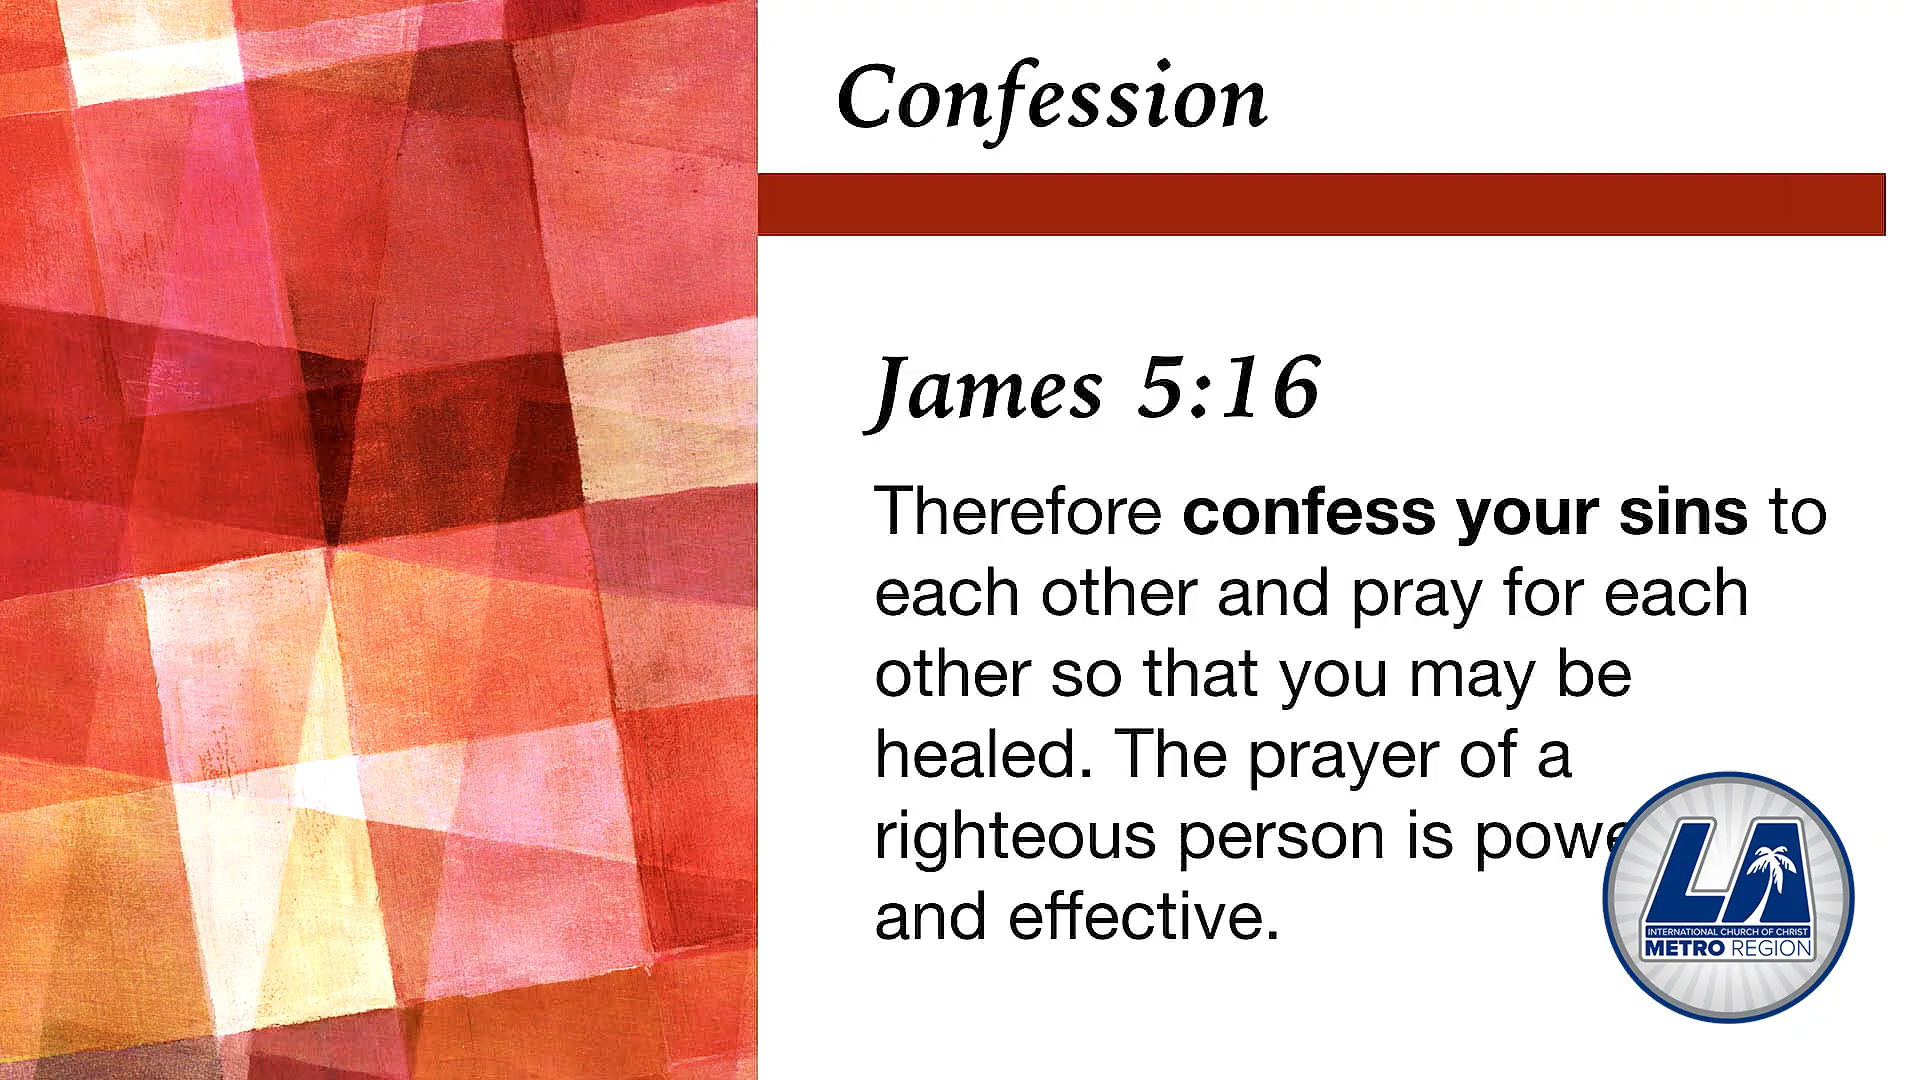 Confession
James 5:16
Therefore confess your sins to
each other and pray for each
other so that you may be
healed. The prayer of a
righteous person is
and effective.
LA
INTERNATIONAL CHURCH OF CHRIST
METRO REGION